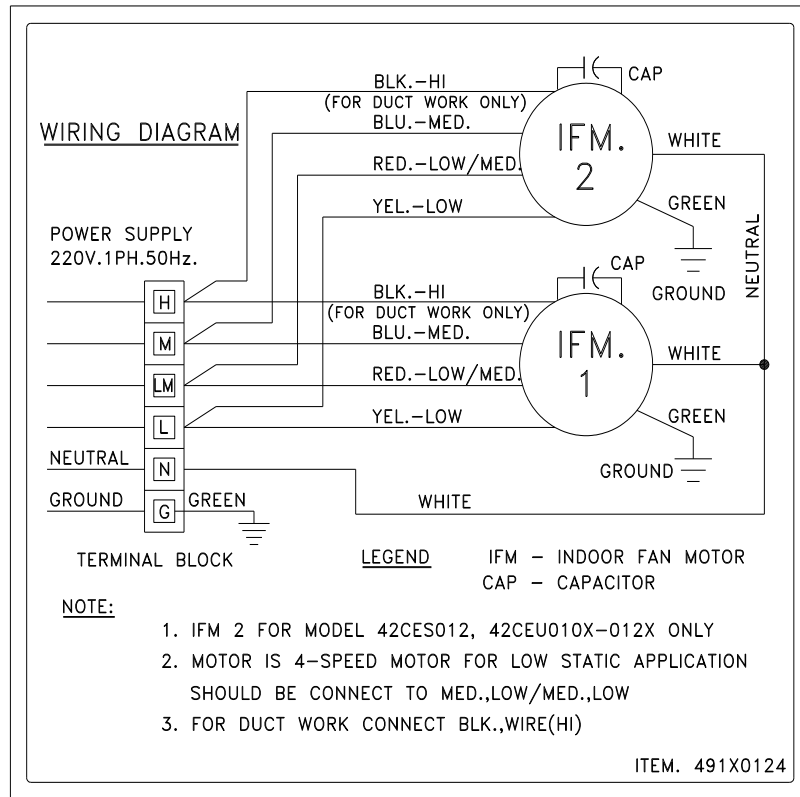 WIRING DIAGRAM
CAP
BLK.-HI
(FOR DUCT WORK ONLY)
BLU.-MED.
RED.-LOW/MED.
YEL.-LOW
IFM.
2
WHITE
GREEN
GROUND
NEUTRAL
POWER SUPPLY
220V.1PH.50Hz.
CAP
BLK.-HI
(FOR DUCT WORK ONLY)
BLU.-MED.
RED.-LOW/MED.
YEL.-LOW
IFM.
1
WHITE
GREEN
GROUND
H
M
LM
L
NEUTRAL
N
GROUND
G
GREEN
WHITE
TERMINAL BLOCK
LEGEND
IFM - INDOOR FAN MOTOR
CAP - CAPACITOR
NOTE:
1. IFM 2 FOR MODEL 42CES012, 42CEU010X-012X ONLY
2. MOTOR IS 4-SPEED MOTOR FOR LOW STATIC APPLICATION
SHOULD BE CONNECT TO MED.,LOW/MED.,LOW
3. FOR DUCT WORK CONNECT BLK.,WIRE(HI)
ITEM. 491X0124